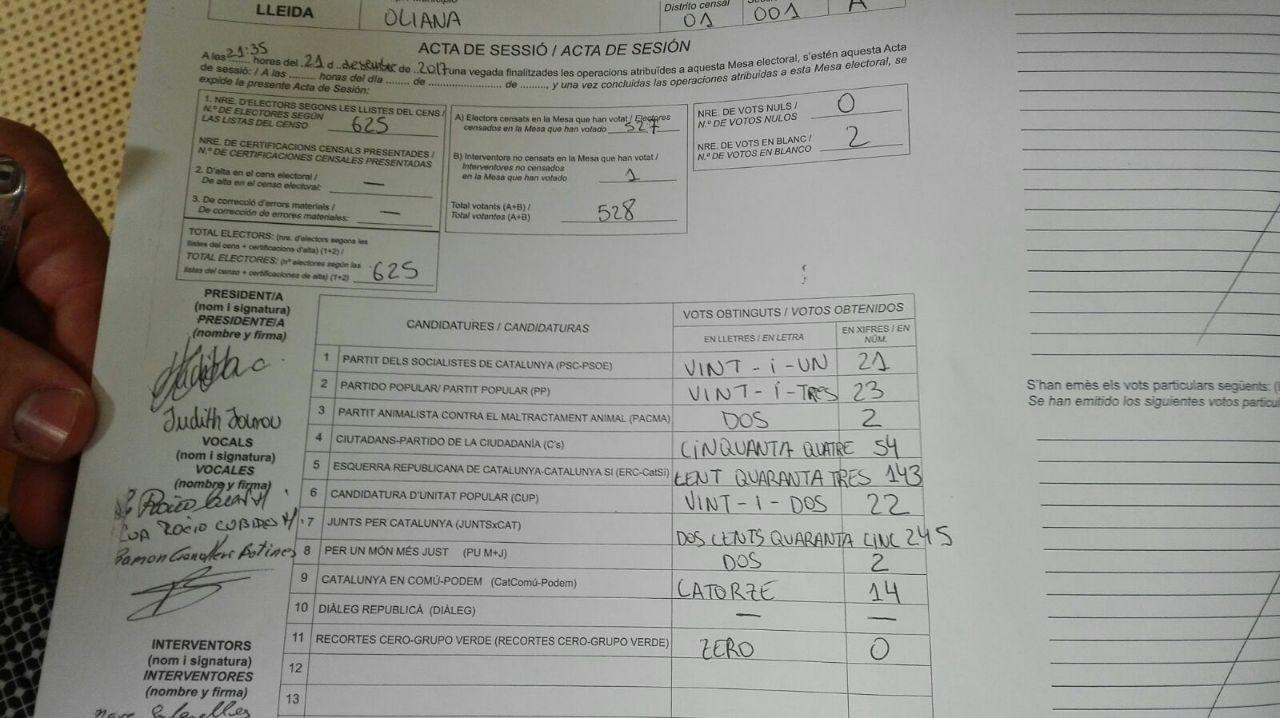 Distrito censal
LLEIDA OLIANA 01 001 A
ACTA DE SESSIÓ / ACTA DE SESIÓN
A les 21:35 hores del 21 d desembre de 2017 una vegada finalitzades les operacions atribuïdes a aquesta Mesa electoral, s'estén aquesta Acta
de sessió: / A las ........ horas del día ........ de .................... de ........, y una vez concluidas las operaciones atribuidas a esta Mesa electoral, se
expide la presente Acta de Sesión:
1. NRE. D'ELECTORS SEGONS LES LLISTES DEL CENS /
N.º DE ELECTORES SEGÚN
LAS LISTAS DEL CENSO 625
NRE. DE CERTIFICACIONS CENSALS PRESENTADES /
N.º DE CERTIFICACIONES CENSALES PRESENTADAS
2. D'alta en el cens electoral /
De alta en el censo electoral: —
3. De correcció d'errors materials /
De corrección de errores materiales: —
TOTAL ELECTORS: (nre. d'electors segons les
llistes del cens + certificacions d'alta) (1+2) /
TOTAL ELECTORES: (nº electores según las
listas del censo + certificaciones de alta) (1+2) 625
A) Electors censats en la Mesa que han votat / Electores
censados en la Mesa que han votado 527
B) Interventors no censats en la Mesa que han votat /
Interventores no censados
en la Mesa que han votado 1
Total votants (A+B) /
Total votantes (A+B) 528
NRE. DE VOTS NULS /
N.º DE VOTOS NULOS 0
NRE. DE VOTS EN BLANC /
N.º DE VOTOS EN BLANCO 2
PRESIDENT/A
(nom i signatura)
PRESIDENTE/A
(nombre y firma)
Judith
VOCALS
(nom i signatura)
VOCALES
(nombre y firma)
ROCIO CUBIDES
Ramon
INTERVENTORS
(nom i signatura)
INTERVENTORES
(nombre y firma)
CANDIDATURES / CANDIDATURAS VOTS OBTINGUTS / VOTOS OBTENIDOS
EN LLETRES / EN LETRA EN XIFRES / EN
NÚM.
1 PARTIT DELS SOCIALISTES DE CATALUNYA (PSC-PSOE) VINT-i-UN 21
2 PARTIDO POPULAR/ PARTIT POPULAR (PP) VINT-i-TRES 23
3 PARTIT ANIMALISTA CONTRA EL MALTRACTAMENT ANIMAL (PACMA) DOS 2
4 CIUTADANS-PARTIDO DE LA CIUDADANÍA (C's) CINQUANTA QUATRE 54
5 ESQUERRA REPUBLICANA DE CATALUNYA-CATALUNYA SI (ERC-CatSí) CENT QUARANTA TRES 143
6 CANDIDATURA D'UNITAT POPULAR (CUP) VINT-I-DOS 22
7 JUNTS PER CATALUNYA (JUNTSxCAT) DOS CENTS QUARANTA CINC 245
8 PER UN MÓN MÉS JUST (PU M+J) DOS 2
9 CATALUNYA EN COMÚ-PODEM (CatComú-Podem) CATORZE 14
10 DIÀLEG REPUBLICÀ (DIÀLEG) — —
11 RECORTES CERO-GRUPO VERDE (RECORTES CERO-GRUPO VERDE) ZERO 0
12
13
S'han emès els vots particulars següents:
Se han emitido los siguientes votos